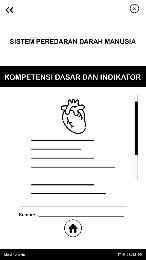 SISTEM PEREDARAN DARAH MANUSIA
KOMPETENSI DASAR DAN INDIKATOR